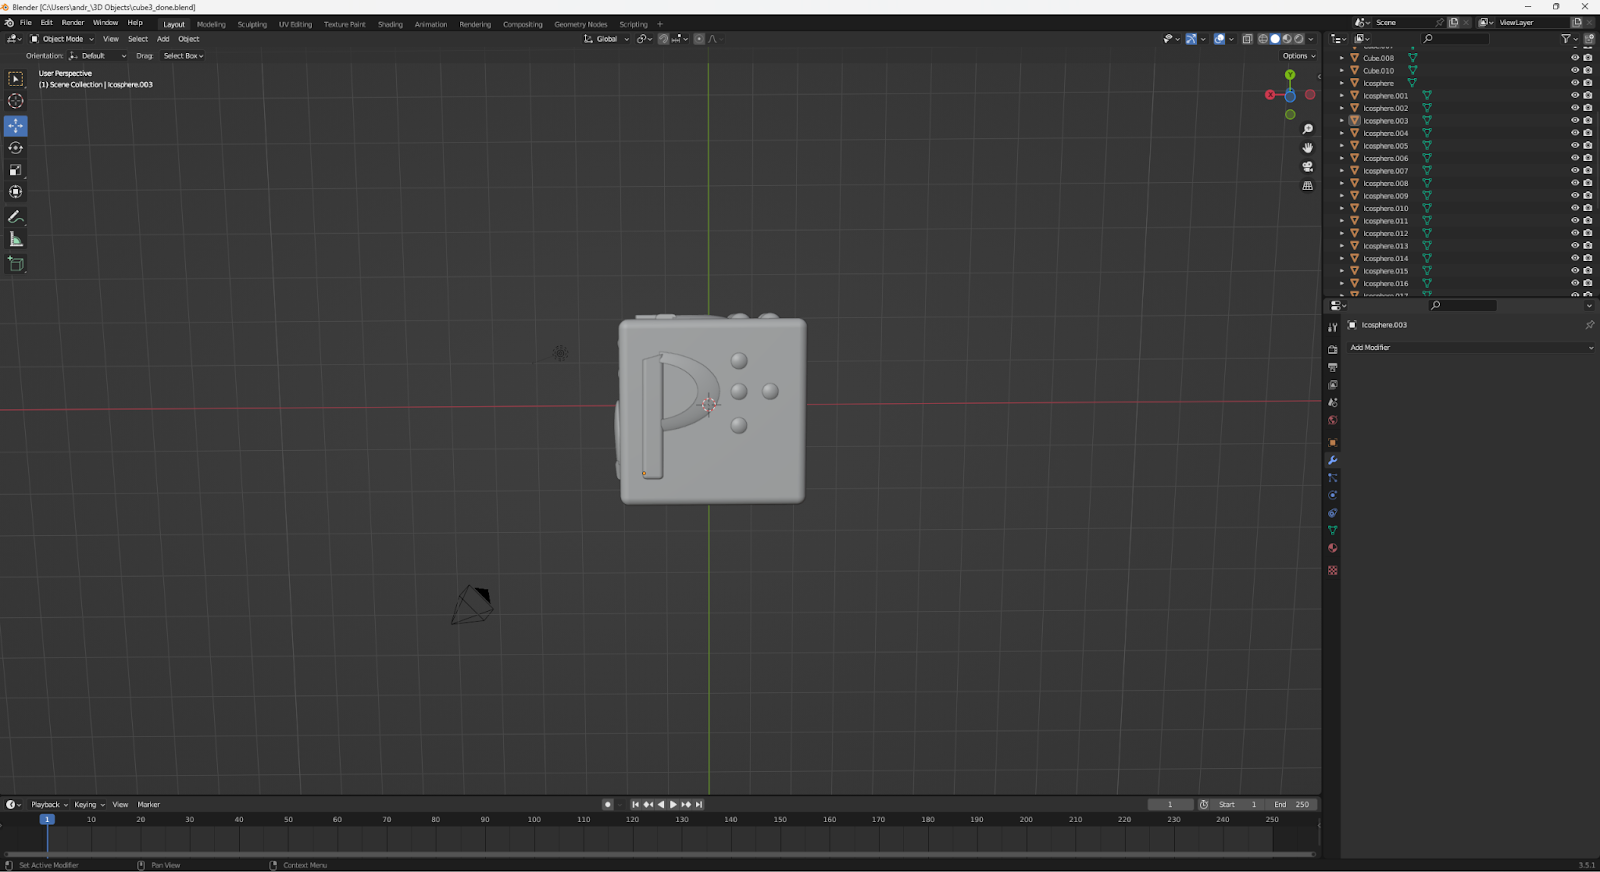 Blender [C:\Users\andr_\3D Objects\cube3_done.blend]
File Edit Render Window Help Layout Modeling Sculpting UV Editing Texture Paint Shading Animation Rendering Compositing Geometry Nodes Scripting + Scene ViewLayer
Object Mode View Select Add Object Global
Orientation: Default Drag: Select Box Options
User Perspective
(1) Scene Collection | Icosphere.003
Y
X
P
Cube.008
Cube.010
Icosphere
Icosphere.001
Icosphere.002
Icosphere.003
Icosphere.004
Icosphere.005
Icosphere.006
Icosphere.007
Icosphere.008
Icosphere.009
Icosphere.010
Icosphere.011
Icosphere.012
Icosphere.013
Icosphere.014
Icosphere.015
Icosphere.016
Icosphere.003
Add Modifier
Playback Keying View Marker 1 Start 1 End 250
1 10 20 30 40 50 60 70 80 90 100 110 120 130 140 150 160 170 180 190 200 210 220 230 240 250
Set Active Modifier Pan View Context Menu 3.5.1